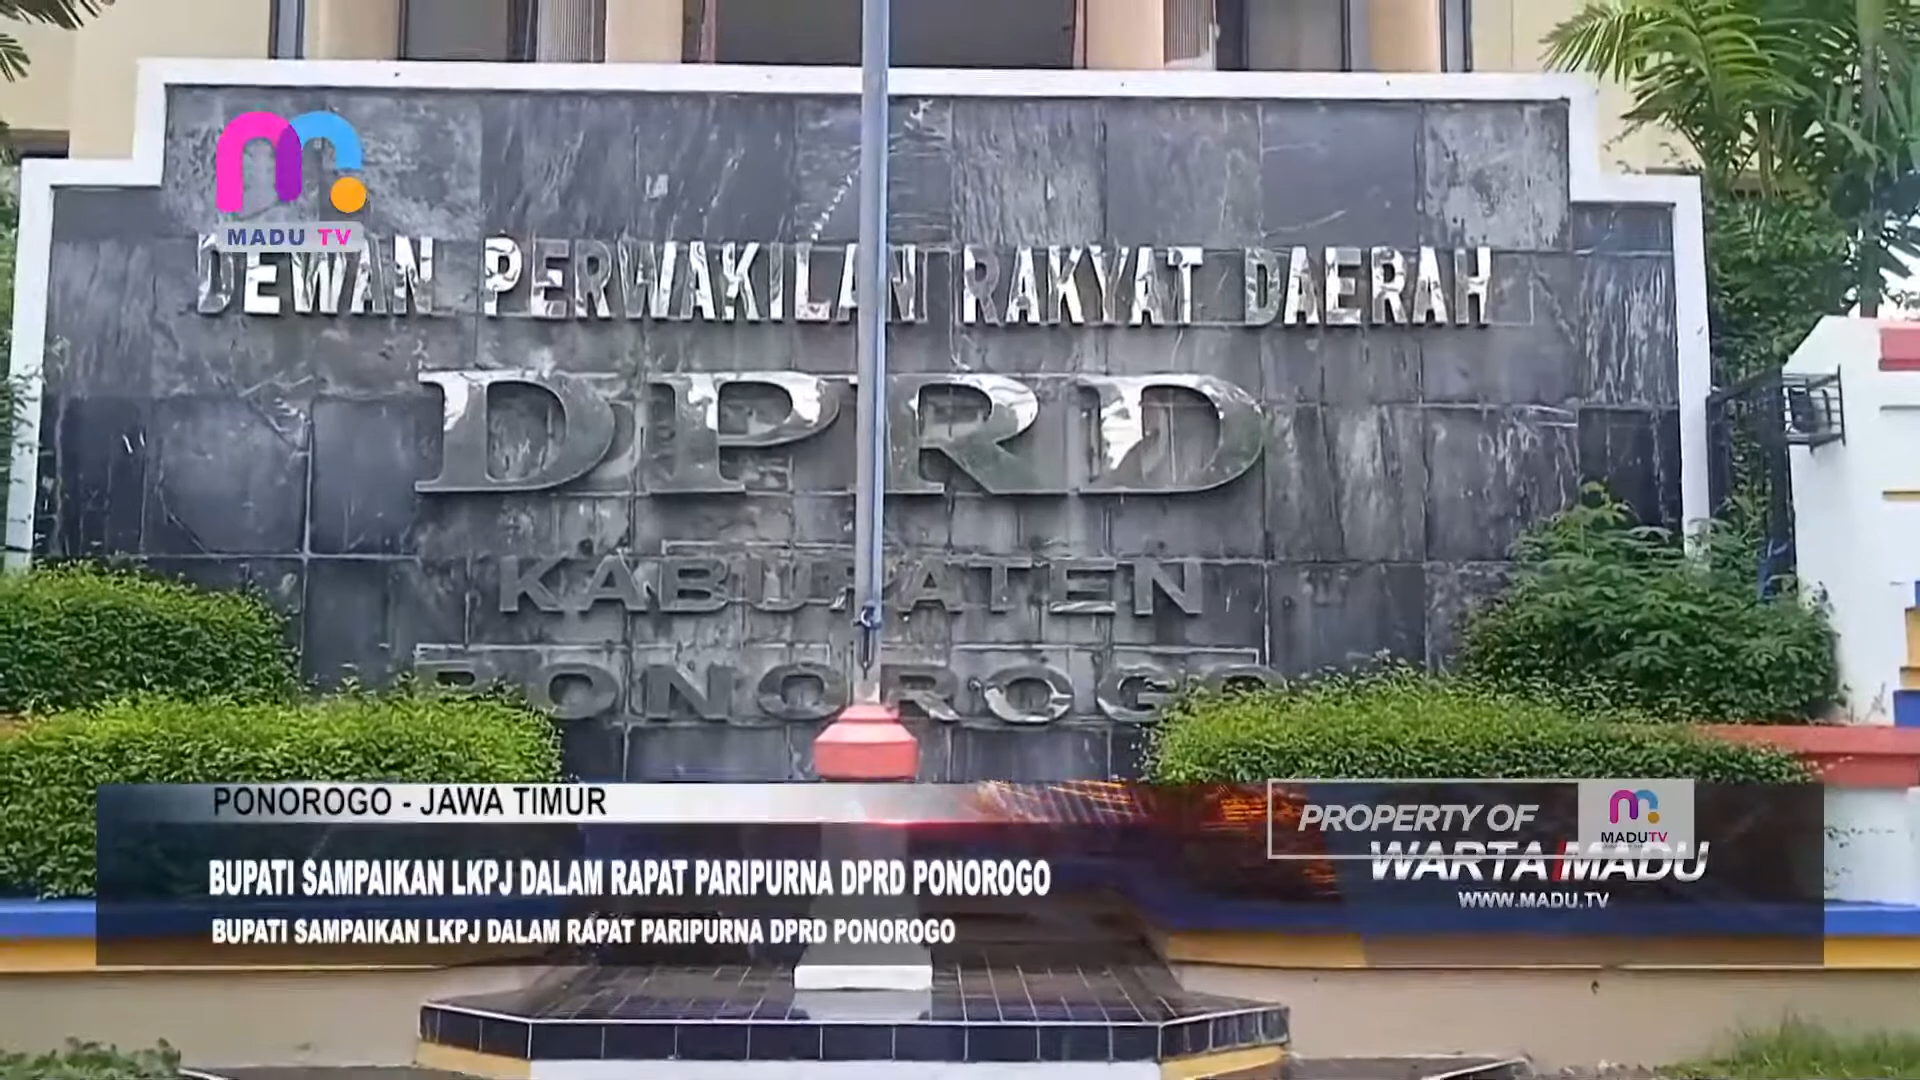 MADU TV
DEWAN PERWAKILAN RAKYAT DAERAH
DPRD
KABUPATEN
PONOROGO
PONOROGO - JAWA TIMUR
BUPATI SAMPAIKAN LKPJ DALAM RAPAT PARIPURNA DPRD PONOROGO
BUPATI SAMPAIKAN LKPJ DALAM RAPAT PARIPURNA DPRD PONOROGO
PROPERTY OF
MADUTV
WARTA MADU
WWW.MADU.TV